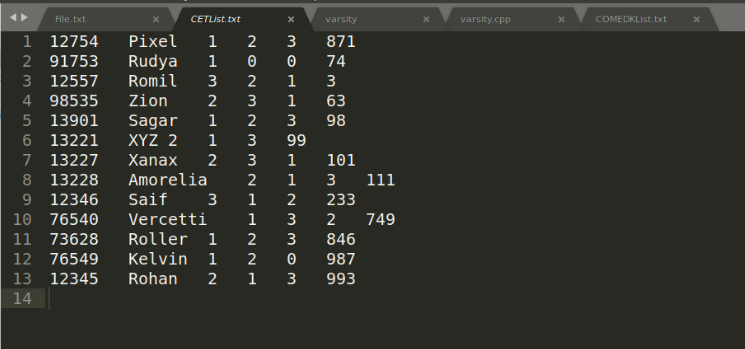 File.txt × CETList.txt × varsity × varsity.cpp × COMEDKList.txt ×
1 12754 Pixel 1 2 3 871
2 91753 Rudya 1 0 0 74
3 12557 Romil 3 2 1 3
4 98535 Zion 2 3 1 63
5 13901 Sagar 1 2 3 98
6 13221 XYZ 2 1 3 99
7 13227 Xanax 2 3 1 101
8 13228 Amorelia 2 1 3 111
9 12346 Saif 3 1 2 233
10 76540 Vercetti 1 3 2 749
11 73628 Roller 1 2 3 846
12 76549 Kelvin 1 2 0 987
13 12345 Rohan 2 1 3 993
14